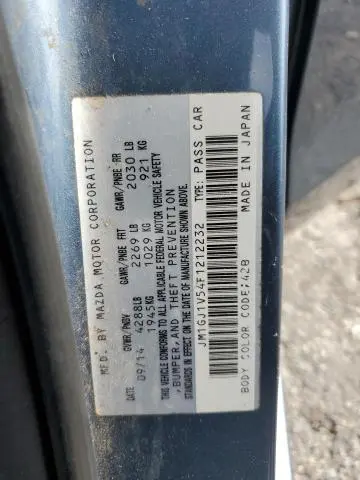 MFD. BY MAZDA MOTOR CORPORATION
GVWR/PNBV GAWR/PNBE FRT GAWR/PNBE RR
09/14 4288LB 2269 LB 2030 LB
1945KG 1029 KG 921 KG
THIS VEHICLE CONFORMS TO ALL APPLICABLE FEDERAL MOTOR VEHICLE SAFETY
,BUMPER,AND THEFT PREVENTION
STANDARDS IN EFFECT ON THE DATE OF MANUFACTURE SHOWN ABOVE.
JM1GJ1V54F1212232 TYPE: PASS CAR
BODY COLOR CODE:42B MADE IN JAPAN